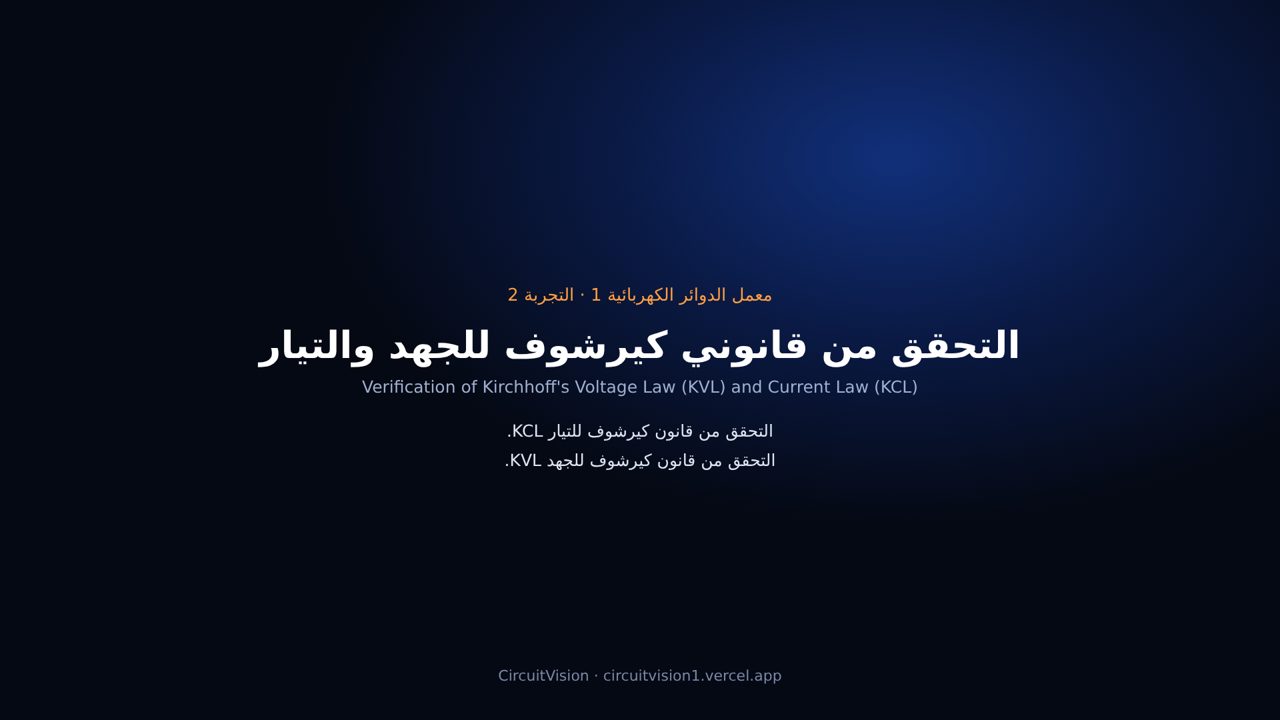 معمل الدوائر الكهربائية 1 · التجربة 2
التحقق من قانوني كيرشوف للجهد والتيار
Verification of Kirchhoff's Voltage Law (KVL) and Current Law (KCL)
التحقق من قانون كيرشوف للتيار KCL.
التحقق من قانون كيرشوف للجهد KVL.
CircuitVision · circuitvision1.vercel.app